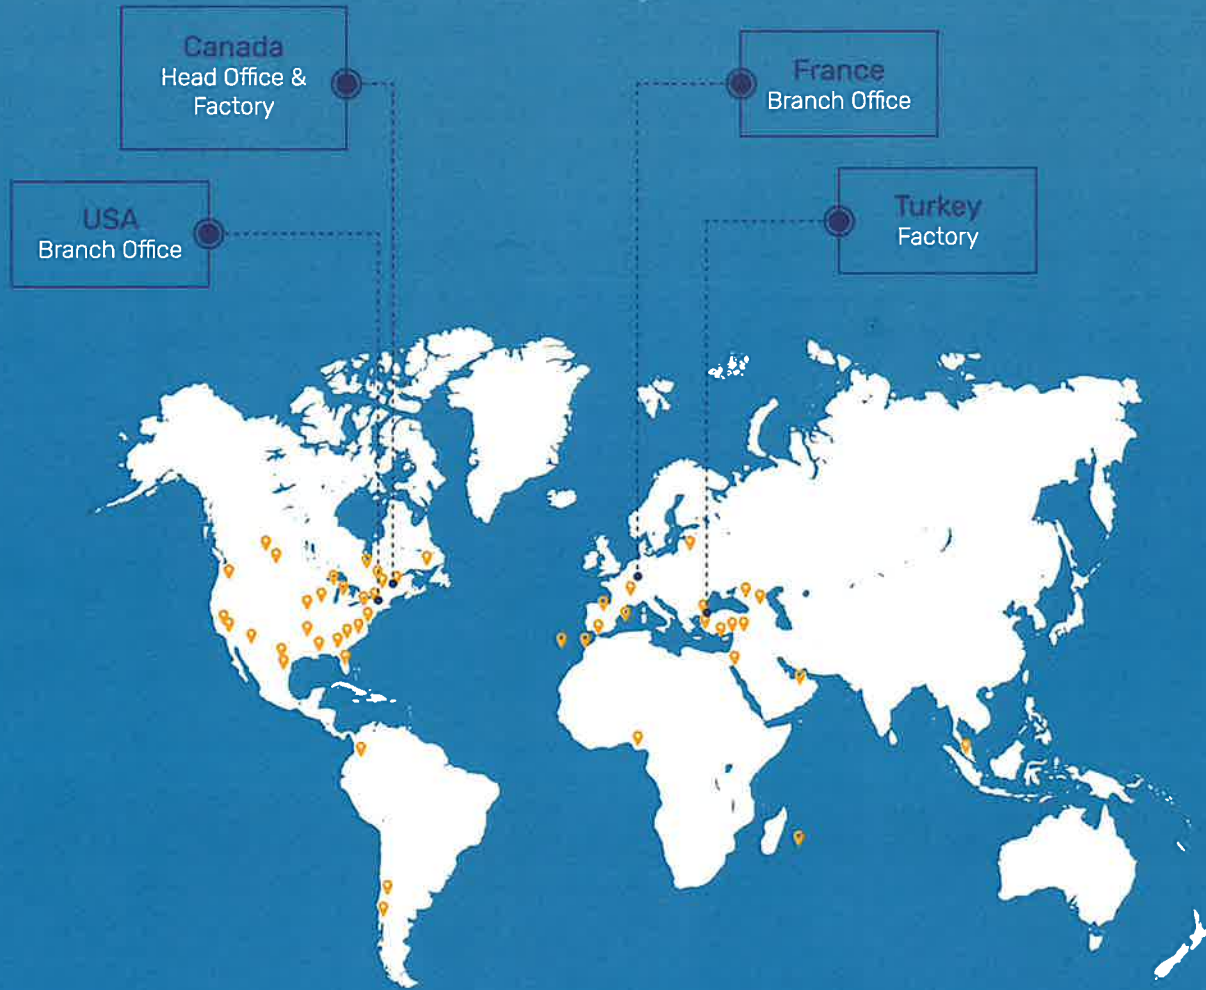 Canada
Head Office &
Factory
France
Branch Office
USA
Branch Office
Turkey
Factory